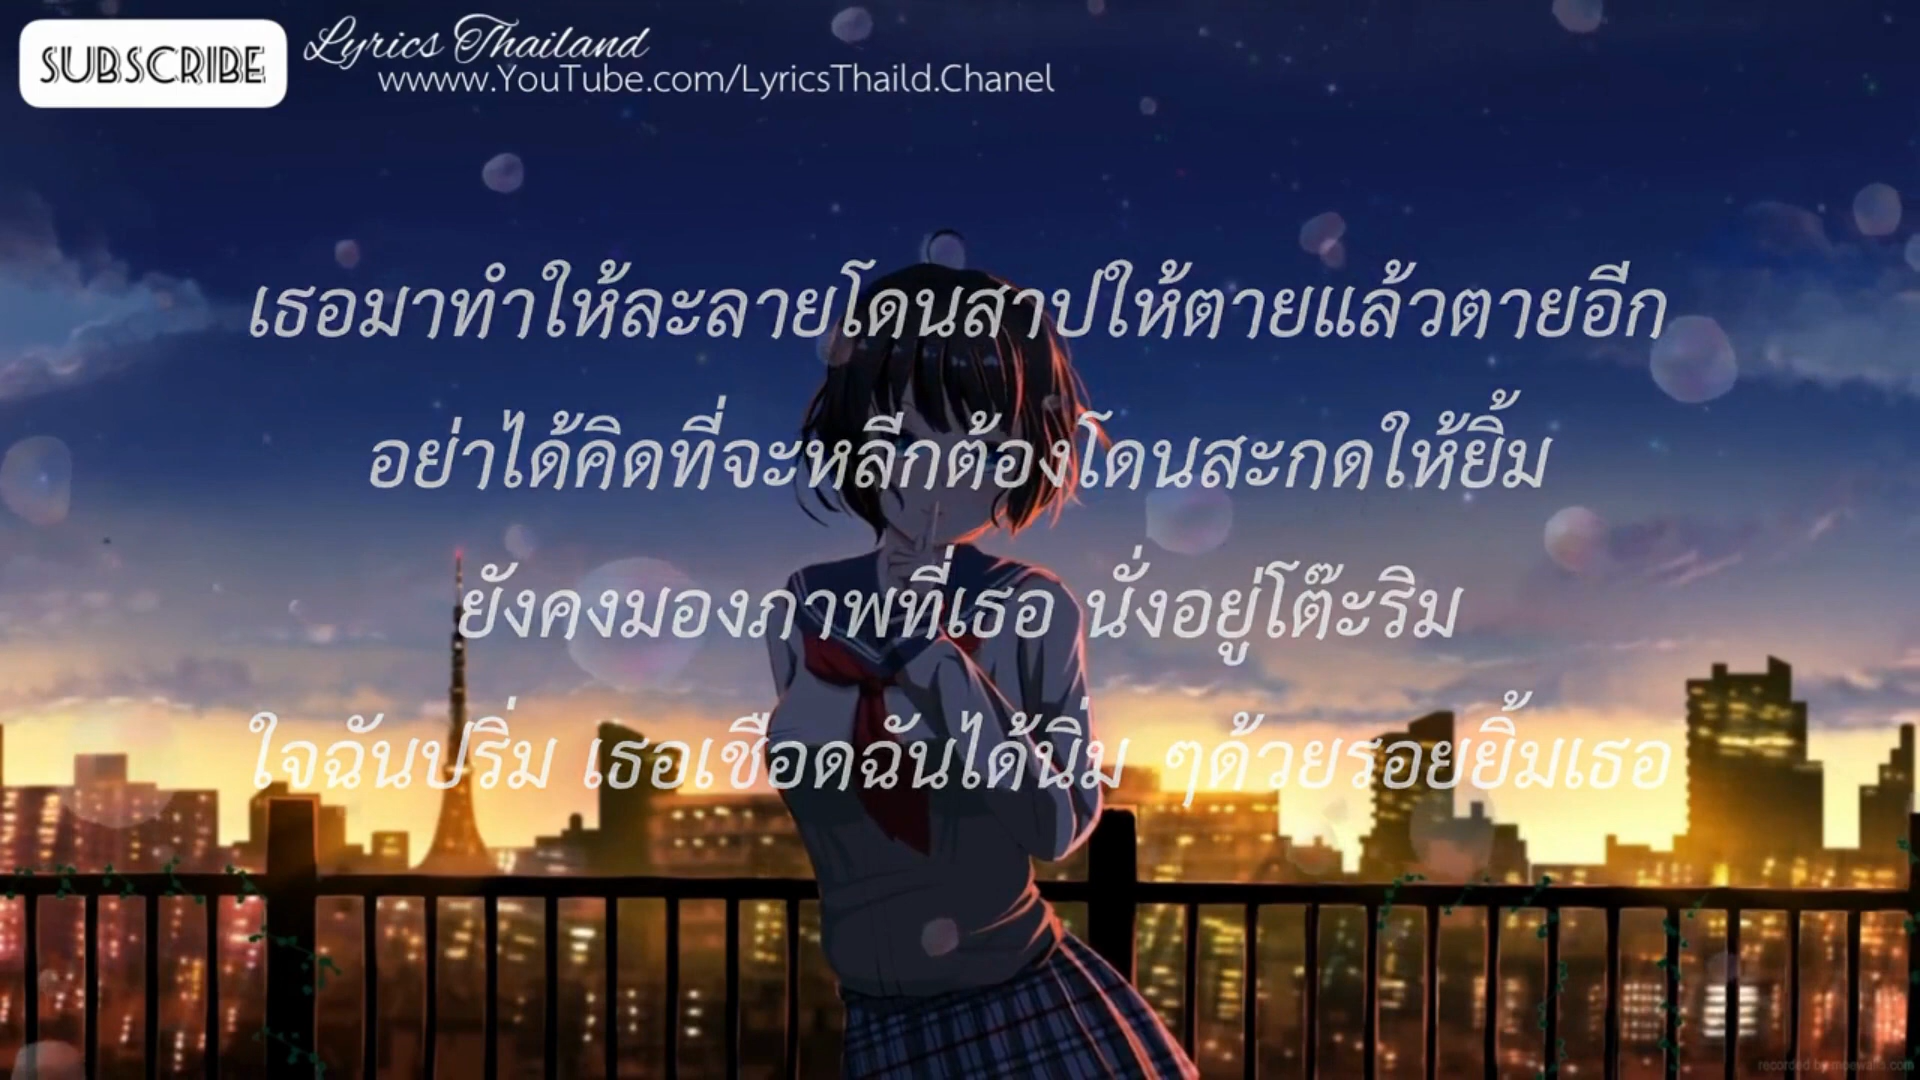 SUBSCRIBE
Lyrics Thailand
wwww.YouTube.com/LyricsThaild.Chanel
เธอมาทำให้ละลายโดนสาปให้ตายแล้วตายอีก
อย่าได้คิดที่จะหลีกต้องโดนสะกดให้ยิ้ม
ยังคงมองภาพที่เธอ นั่งอยู่โต๊ะริม
ใจฉันปริ่ม เธอเชือดฉันได้นิ่ม ๆด้วยรอยยิ้มเธอ
recorded by moewalls.com